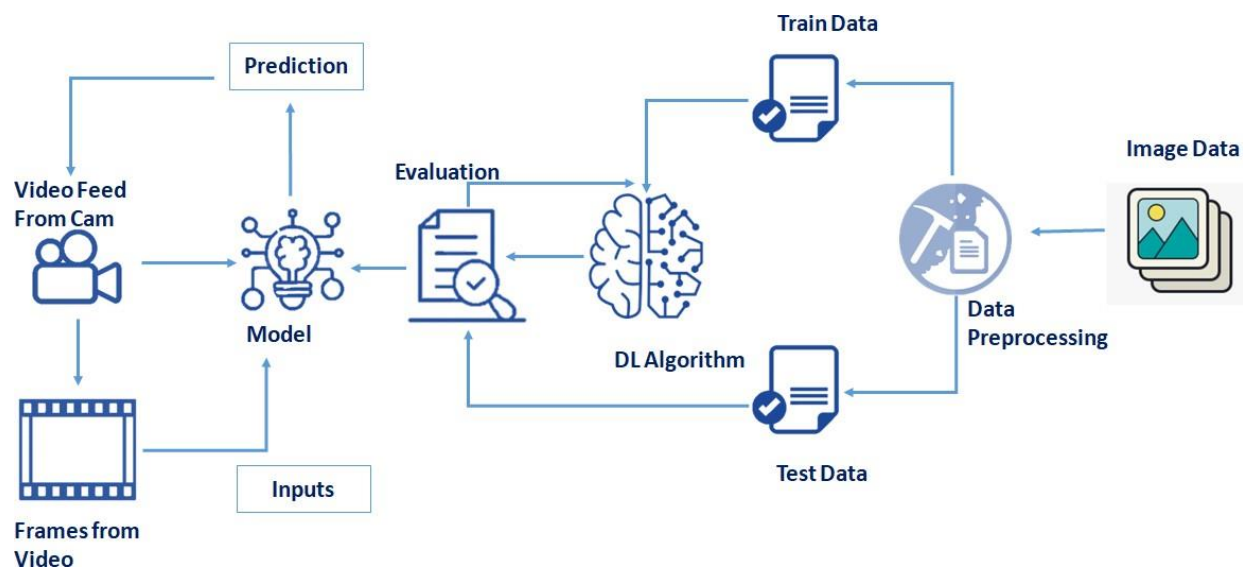 Train Data
Prediction
Image Data
Evaluation
Video Feed
From Cam
Model
Data
Preprocessing
DL Algorithm
Inputs
Test Data
Frames from
Video